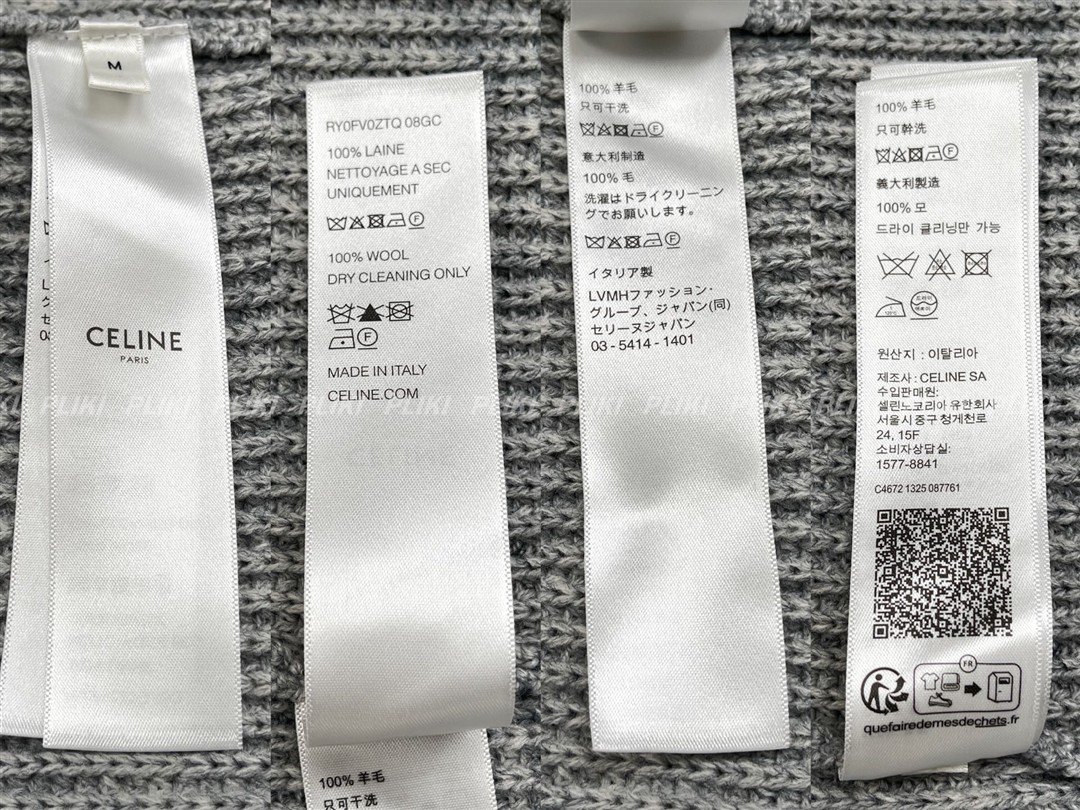 M
CELINE
PARIS
RY0FV0ZTQ 08GC
100% LAINE
NETTOYAGE A SEC
UNIQUEMENT
F
100% WOOL
DRY CLEANING ONLY
F
MADE IN ITALY
CELINE.COM
100% 羊毛
只可干洗
100% 羊毛
只可干洗
F
意大利制造
100% 毛
洗濯はドライクリーニン
グでお願いします。
F
イタリア製
LVMHファッション・
グループ、ジャパン(同)
セリーヌジャパン
03-5414-1401
100% 羊毛
只可幹洗
F
義大利製造
100% 모
드라이 클리닝만 가능
원산지 : 이탈리아
제조사 : CELINE SA
수입판매원:
셀린느코리아 유한회사
서울시 중구 청계천로
24, 15F
소비자상담실:
1577-8841
C4672 1325 087761
FR
quefairedemesdechets.fr
PLIKI PLIKI PLIKI PLIKI